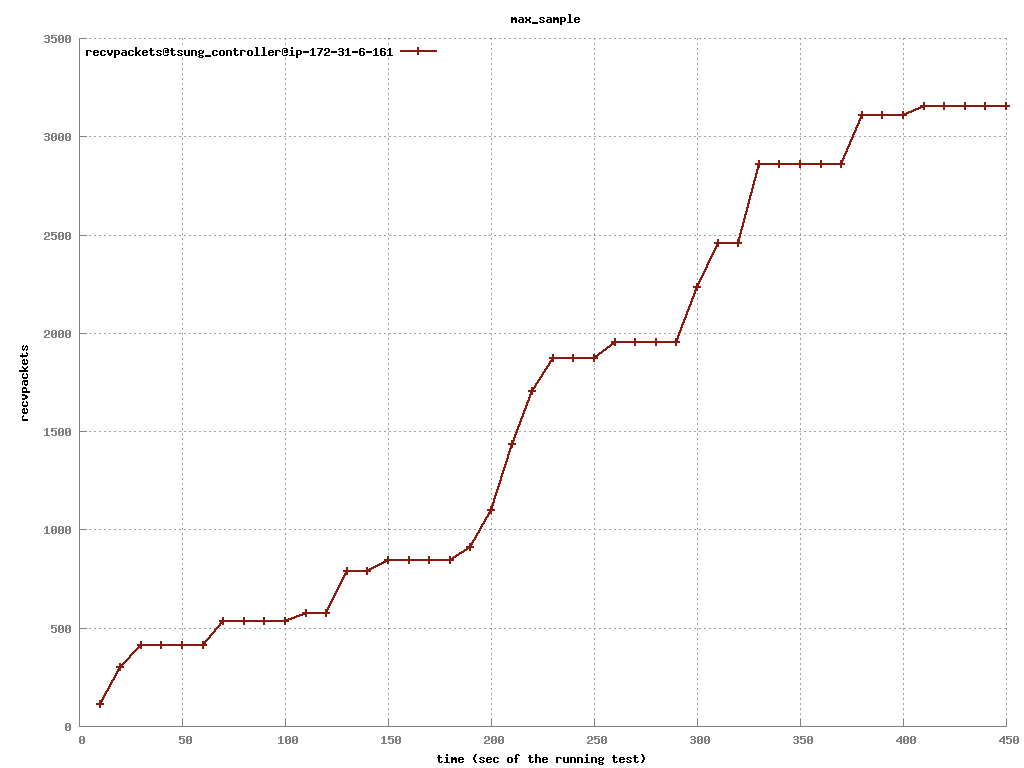 max_sample
recvpackets@tsung_controller@ip-172-31-6-161
3500
3000
2500
2000
1500
1000
500
0
recvpackets
0 50 100 150 200 250 300 350 400 450
time (sec of the running test)